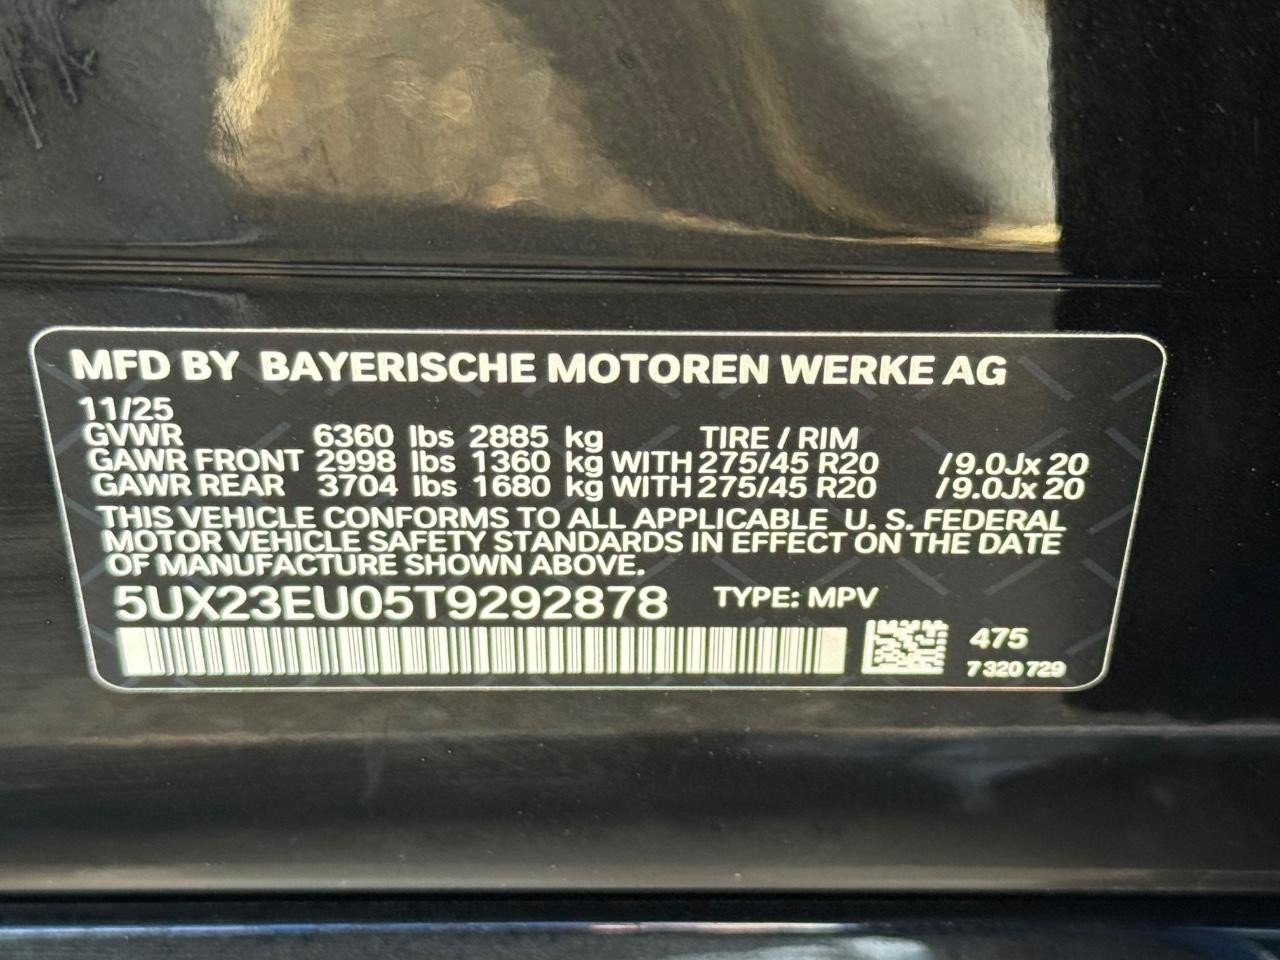 MFD BY BAYERISCHE MOTOREN WERKE AG
11/25
GVWR 6360 lbs 2885 kg TIRE / RIM
GAWR FRONT 2998 lbs 1360 kg WITH 275/45 R20 /9.0Jx 20
GAWR REAR 3704 lbs 1680 kg WITH 275/45 R20 /9.0Jx 20
THIS VEHICLE CONFORMS TO ALL APPLICABLE U. S. FEDERAL
MOTOR VEHICLE SAFETY STANDARDS IN EFFECT ON THE DATE
OF MANUFACTURE SHOWN ABOVE.
5UX23EU05T9292878 TYPE: MPV
475
7 320 729